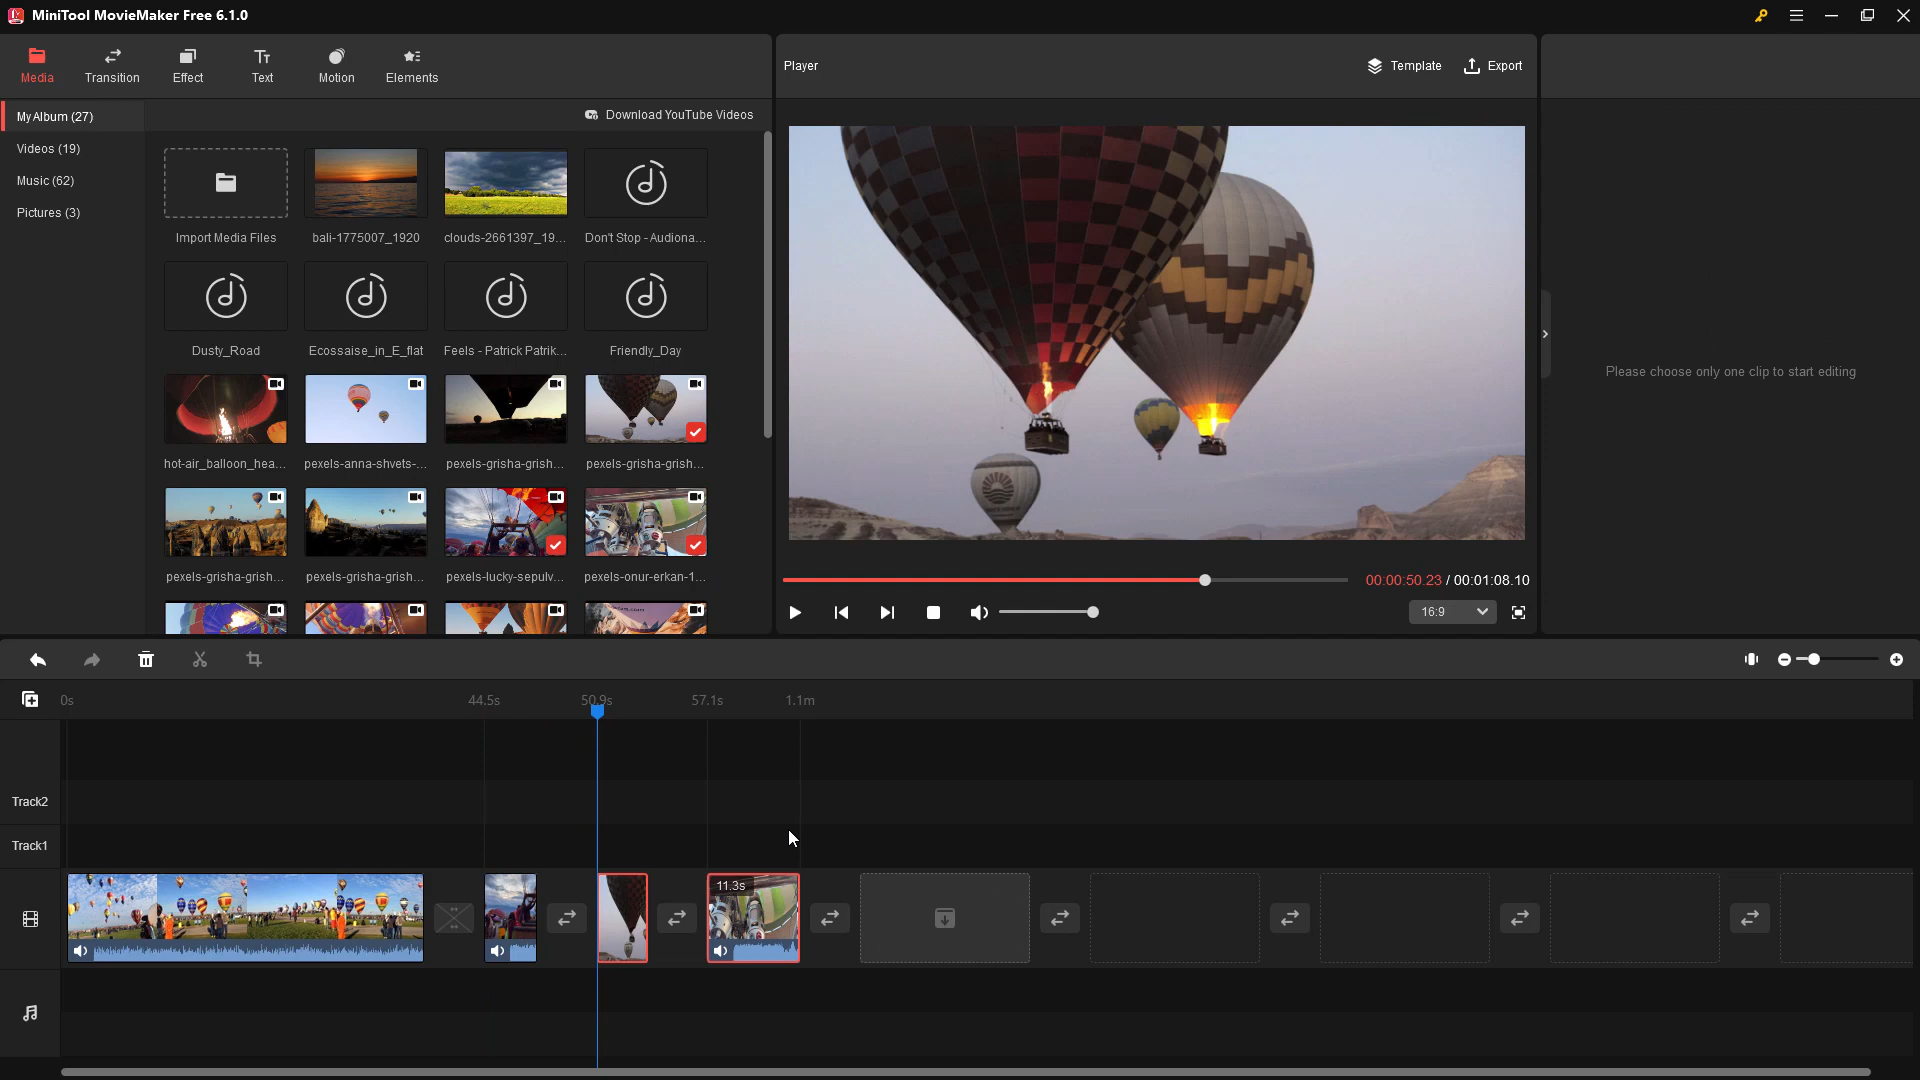 MiniTool MovieMaker Free 6.1.0
Media
Transition
Effect
Text
Motion
Elements
Player
Template
Export
My Album (27)
Download YouTube Videos
Videos (19)
Music (62)
Pictures (3)
Import Media Files
bali-1775007_1920
clouds-2661397_19...
Don't Stop - Audiona...
Dusty_Road
Ecossaise_in_E_flat
Feels - Patrick Patrik...
Friendly_Day
hot-air_balloon_hea...
pexels-anna-shvets-...
pexels-grisha-grish...
pexels-grisha-grish...
pexels-grisha-grish...
pexels-grisha-grish...
pexels-lucky-sepulv...
pexels-onur-erkan-1...
Please choose only one clip to start editing
00:00:50.23 / 00:01:08.10
16:9
0s
44.5s
50.9s
57.1s
1.1m
Track2
Track1
11.3s